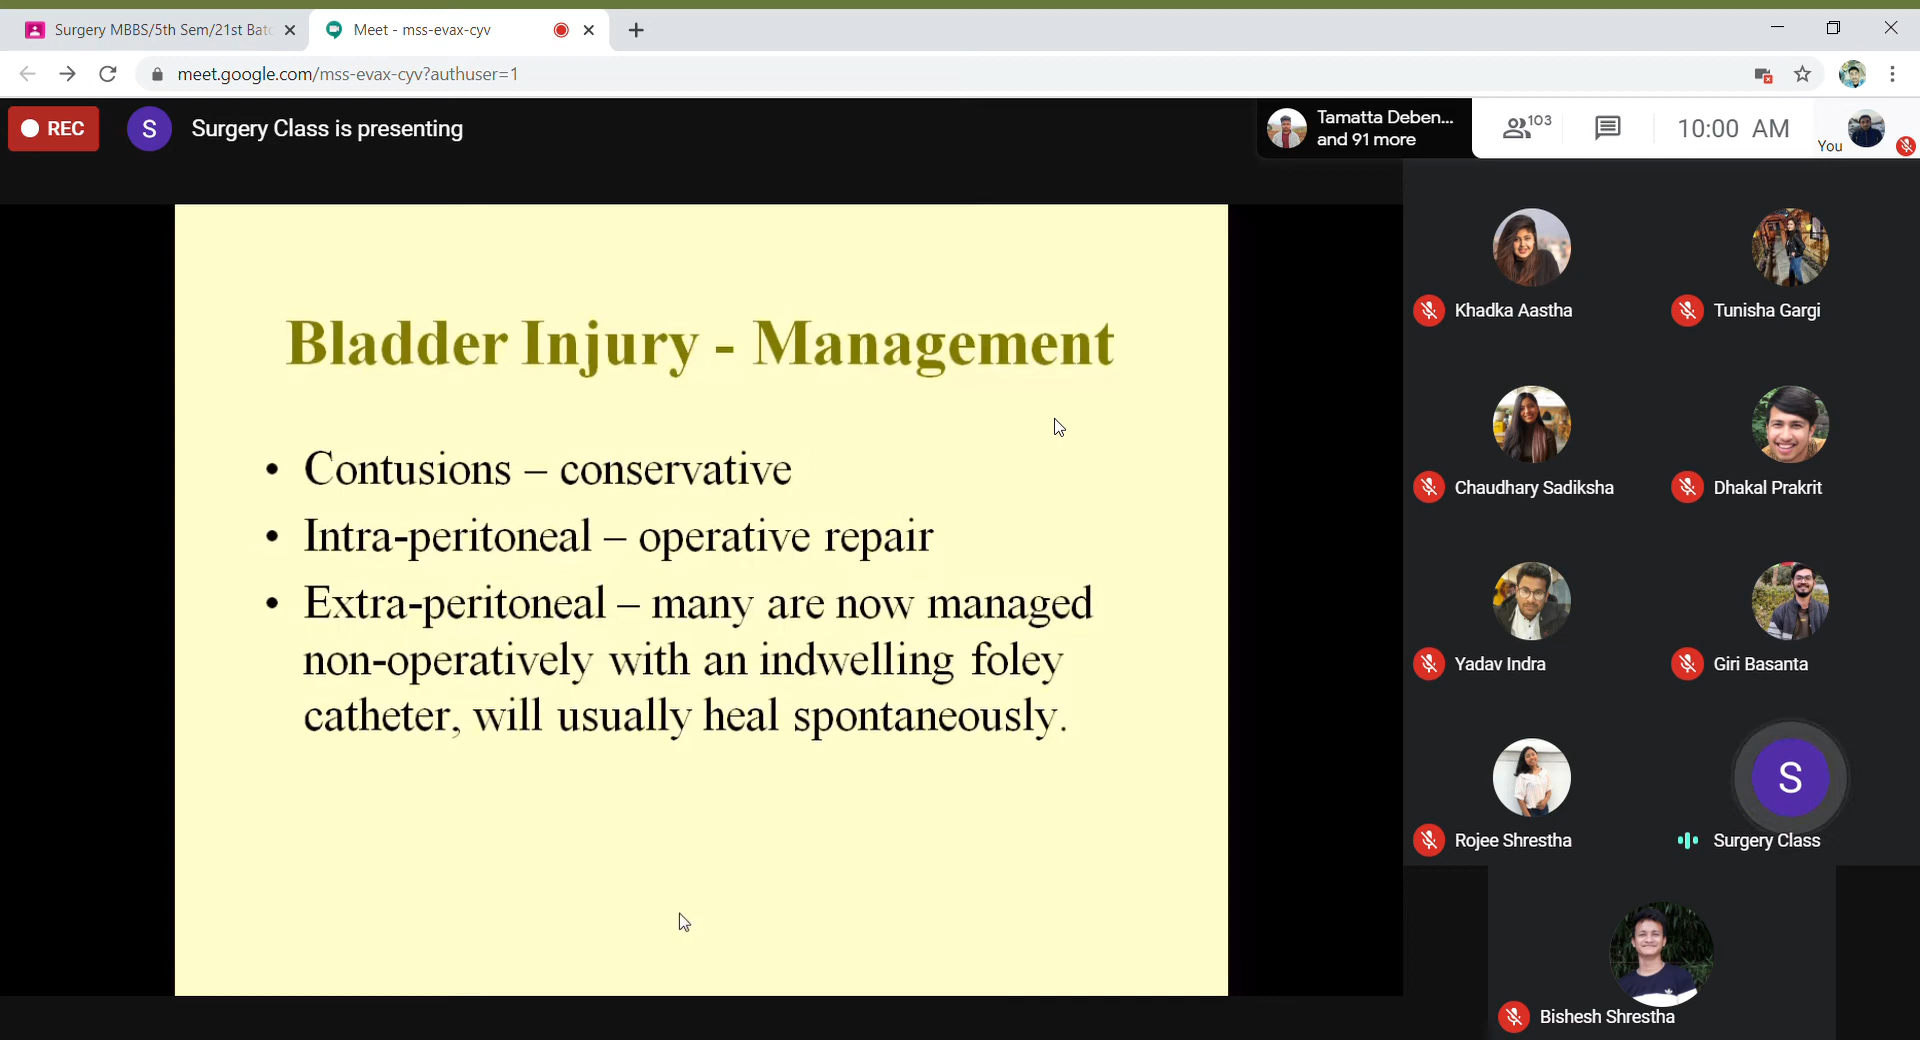 Surgery MBBS/5th Sem/21st Batc
Meet - mss-evax-cyv
meet.google.com/mss-evax-cyv?authuser=1
REC
S
Surgery Class is presenting
Tamatta Deben...
and 91 more
103
10:00 AM
You
Bladder Injury - Management
• Contusions – conservative
• Intra-peritoneal – operative repair
• Extra-peritoneal – many are now managed
non-operatively with an indwelling foley
catheter, will usually heal spontaneously.
Khadka Aastha
Tunisha Gargi
Chaudhary Sadiksha
Dhakal Prakrit
Yadav Indra
Giri Basanta
Rojee Shrestha
S
Surgery Class
Bishesh Shrestha